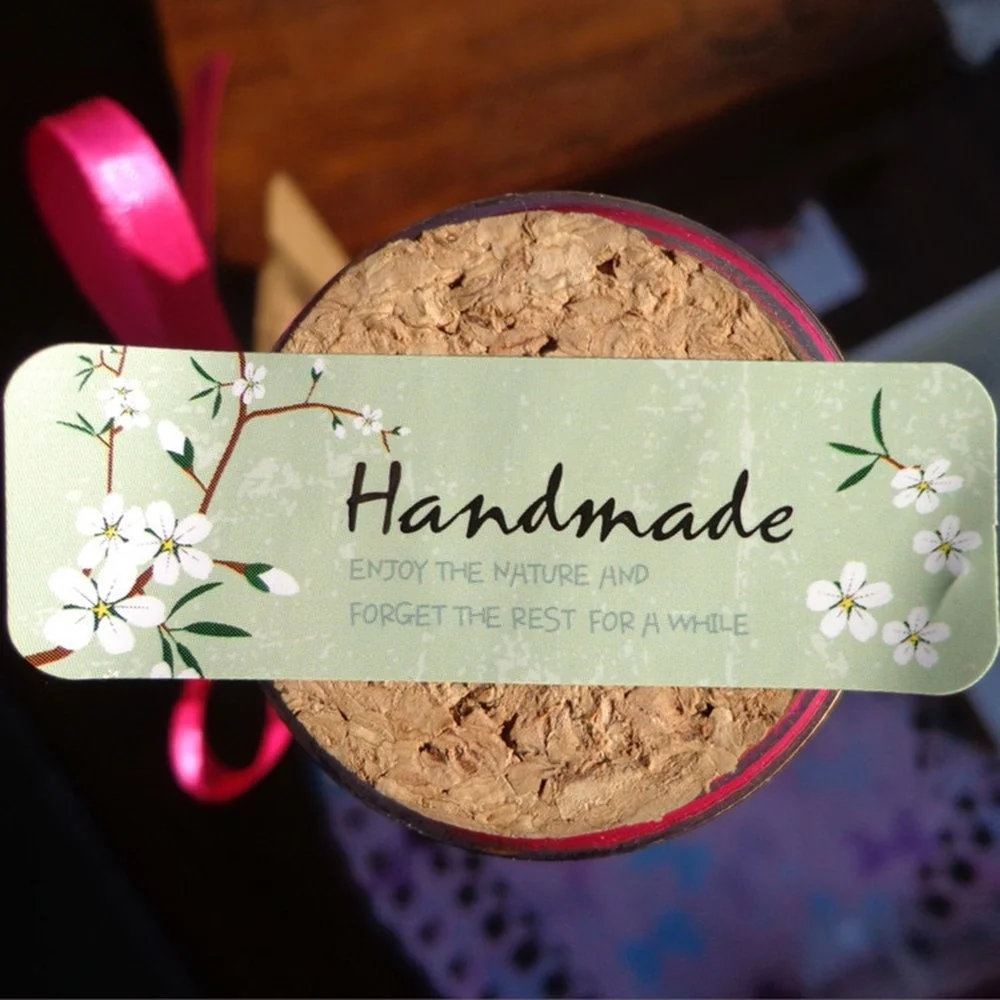 Handmade
ENJOY THE NATURE AND
FORGET THE REST FOR A WHILE